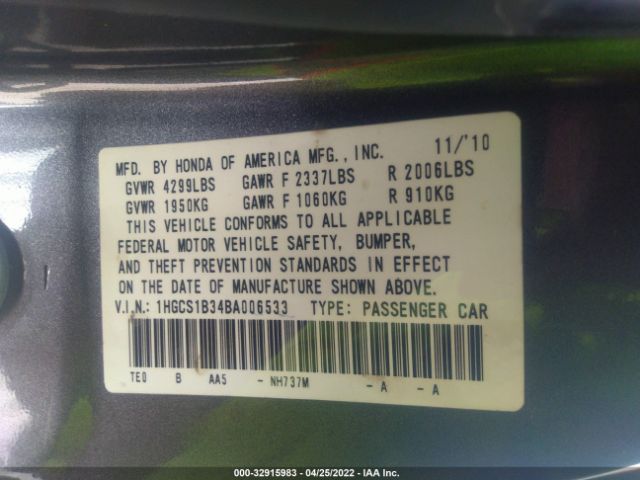 MFD. BY HONDA OF AMERICA MFG., INC. 11/'10
GVWR 4299LBS GAWR F 2337LBS R 2006LBS
GVWR 1950KG GAWR F 1060KG R 910KG
THIS VEHICLE CONFORMS TO ALL APPLICABLE
FEDERAL MOTOR VEHICLE SAFETY, BUMPER,
AND THEFT PREVENTION STANDARDS IN EFFECT
ON THE DATE OF MANUFACTURE SHOWN ABOVE.
V.I.N.: 1HGCS1B34BA006533 TYPE: PASSENGER CAR
TE0 B AA5 - NH737M - A - A
000-32915983 - 04/25/2022 - IAA Inc.